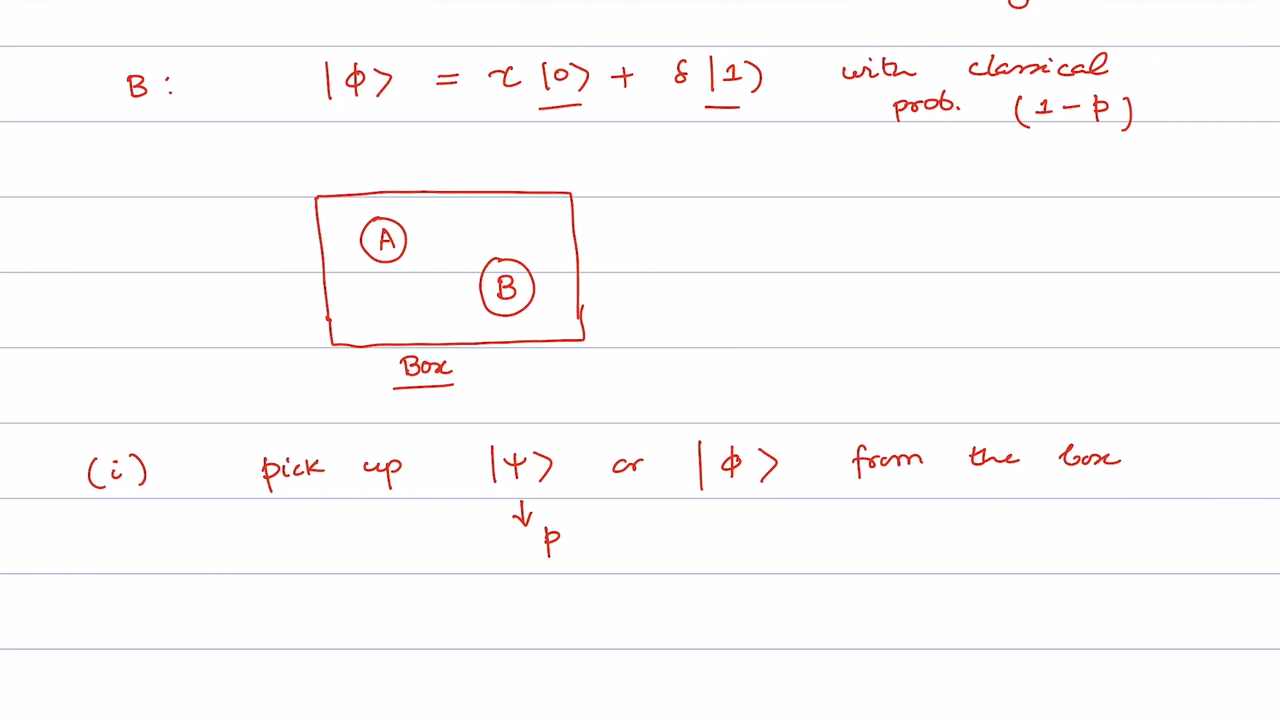 B : |φ> = γ |0> + δ |1) with classical
prob. (1 - p)
A
B
Box
(i) pick up |ψ> or |φ> from the box
↓ p